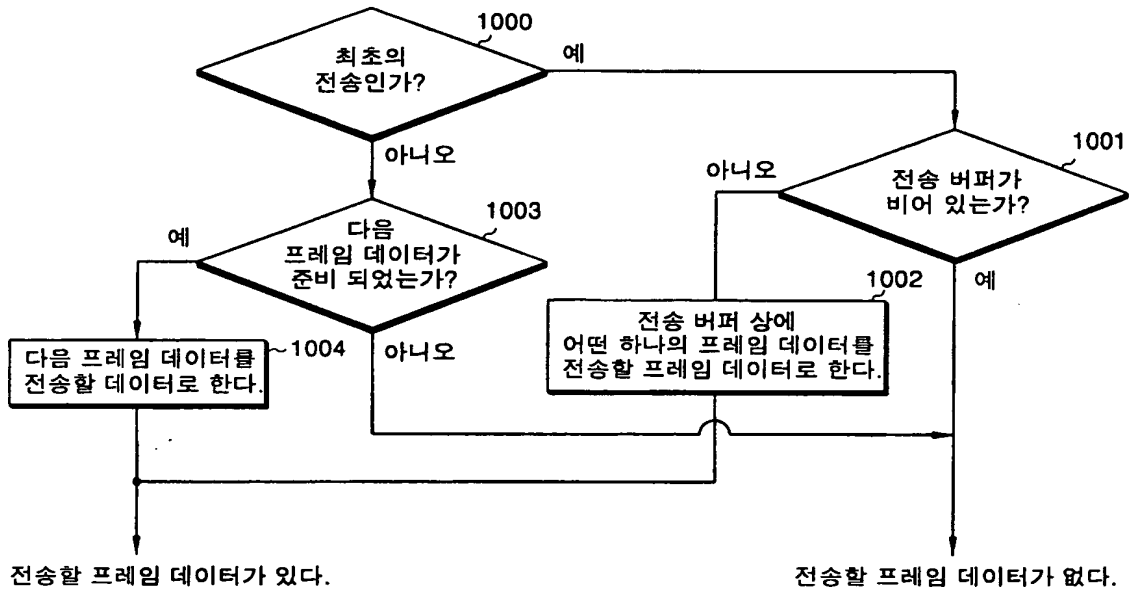 1000
최초의
전송인가?
예
아니오
1001
전송 버퍼가
비어 있는가?
아니오
예
1003
다음
프레임 데이터가
준비 되었는가?
예
아니오
1002
전송 버퍼 상에
어떤 하나의 프레임 데이터를
전송할 프레임 데이터로 한다.
1004
다음 프레임 데이터를
전송할 데이터로 한다.
전송할 프레임 데이터가 있다.
전송할 프레임 데이터가 없다.